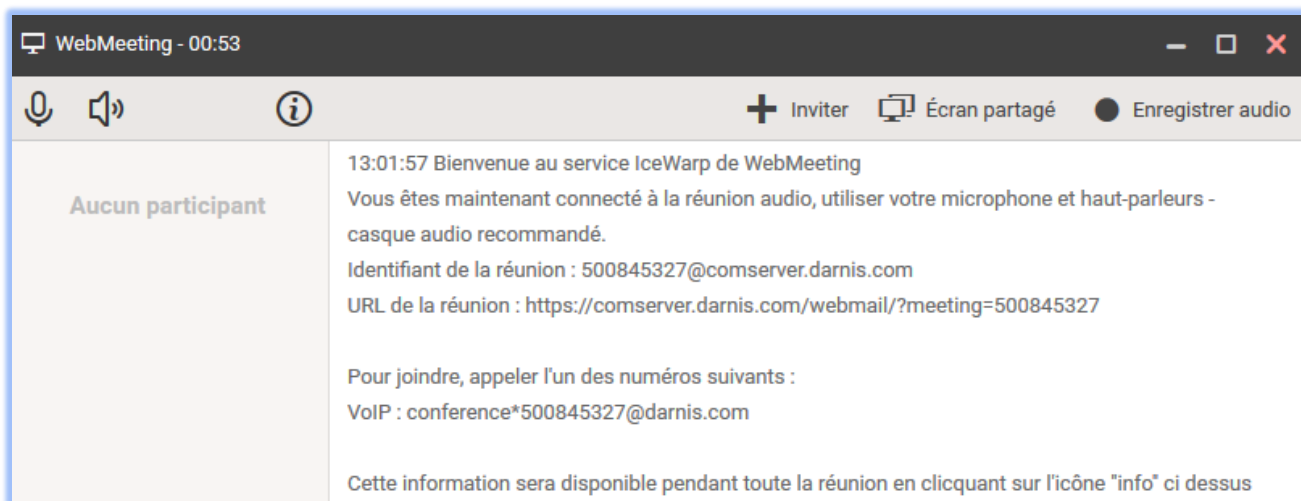 WebMeeting - 00:53
Inviter
Écran partagé
Enregistrer audio
Aucun participant
13:01:57 Bienvenue au service IceWarp de WebMeeting
Vous êtes maintenant connecté à la réunion audio, utiliser votre microphone et haut-parleurs -
casque audio recommandé.
Identifiant de la réunion : 500845327@comserver.darnis.com
URL de la réunion : https://comserver.darnis.com/webmail/?meeting=500845327
Pour joindre, appeler l'un des numéros suivants :
VoIP : conference*500845327@darnis.com
Cette information sera disponible pendant toute la réunion en clicquant sur l'icône "info" ci dessus